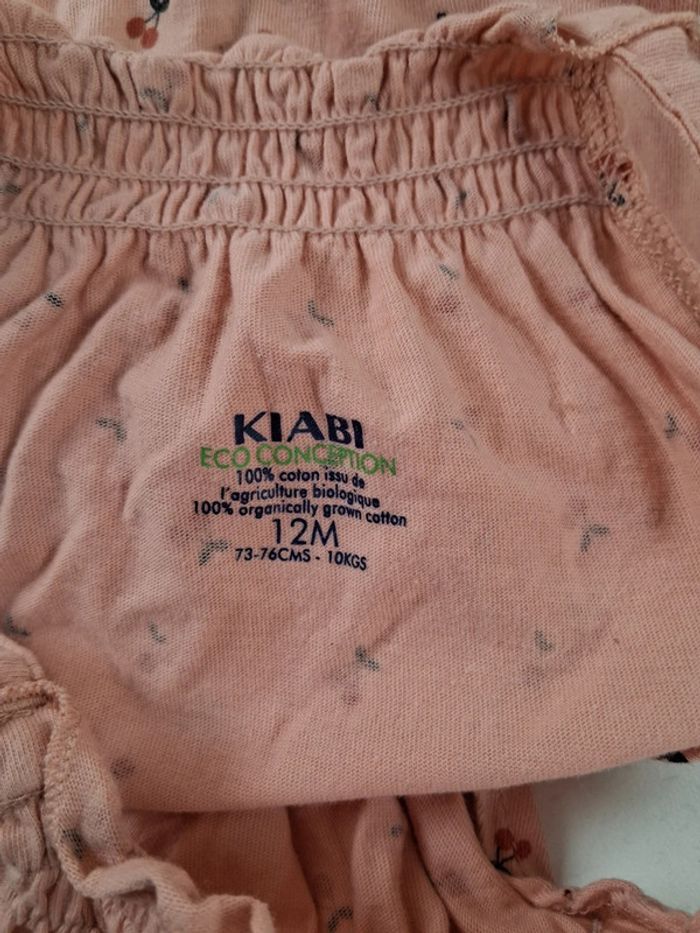 KIABI
ECO CONCEPTION
100% coton issu de
l'agriculture biologique
100% organically grown cotton
12M
73-76CMS - 10KGS